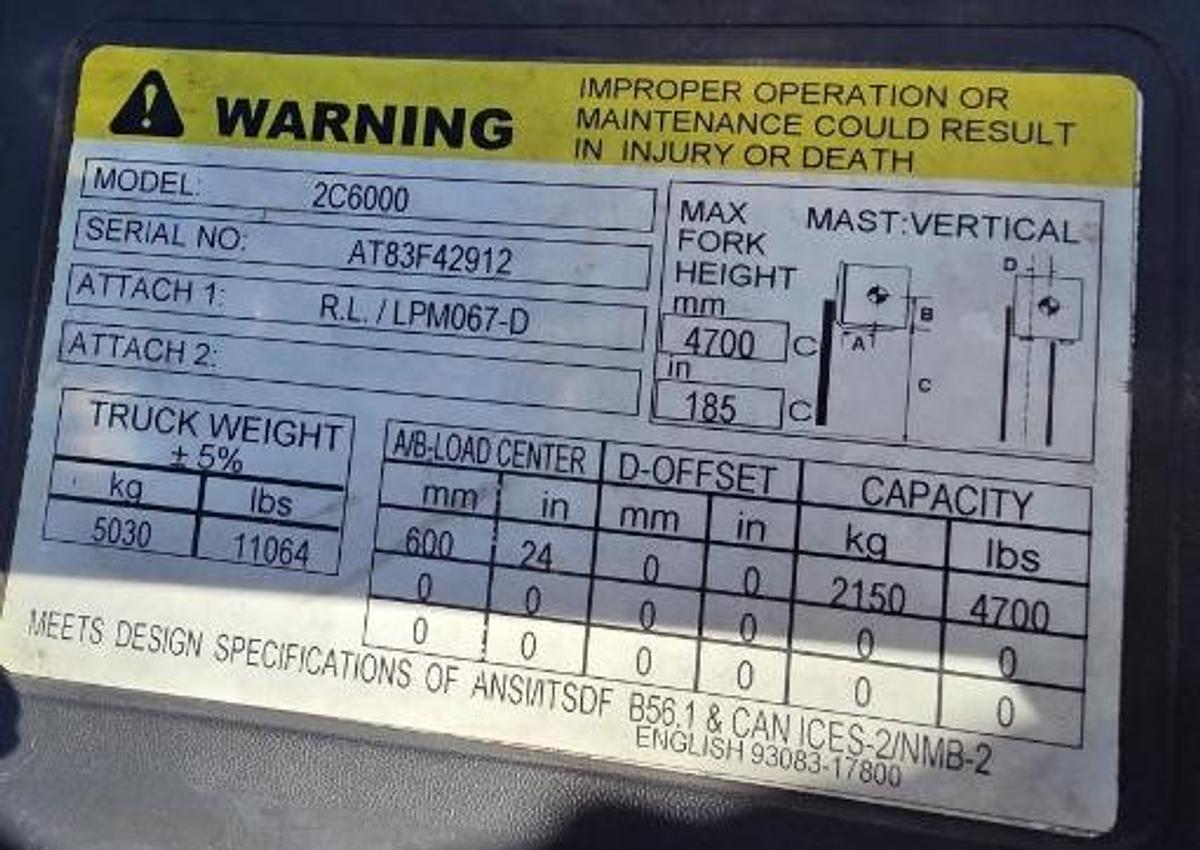 WARNING
IMPROPER OPERATION OR
MAINTENANCE COULD RESULT
IN INJURY OR DEATH
MODEL: 2C6000
SERIAL NO: AT83F42912
ATTACH 1: R.L. / LPM067-D
ATTACH 2:
MAX
FORK
HEIGHT
mm
4700 C
in
185 C
MAST:VERTICAL
A
B
C
D
TRUCK WEIGHT
± 5%
kg lbs
5030 11064
A/B-LOAD CENTER D-OFFSET CAPACITY
mm in mm in kg lbs
600 24 0 0 2150 4700
0 0 0 0 0 0
0 0 0 0 0 0
MEETS DESIGN SPECIFICATIONS OF ANSI/ITSDF B56.1 & CAN ICES-2/NMB-2
ENGLISH 93083-17800